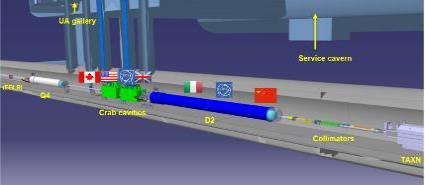 UA gallery
Service cavern
Q4
Crab cavities
D2
Collimators
TAXN